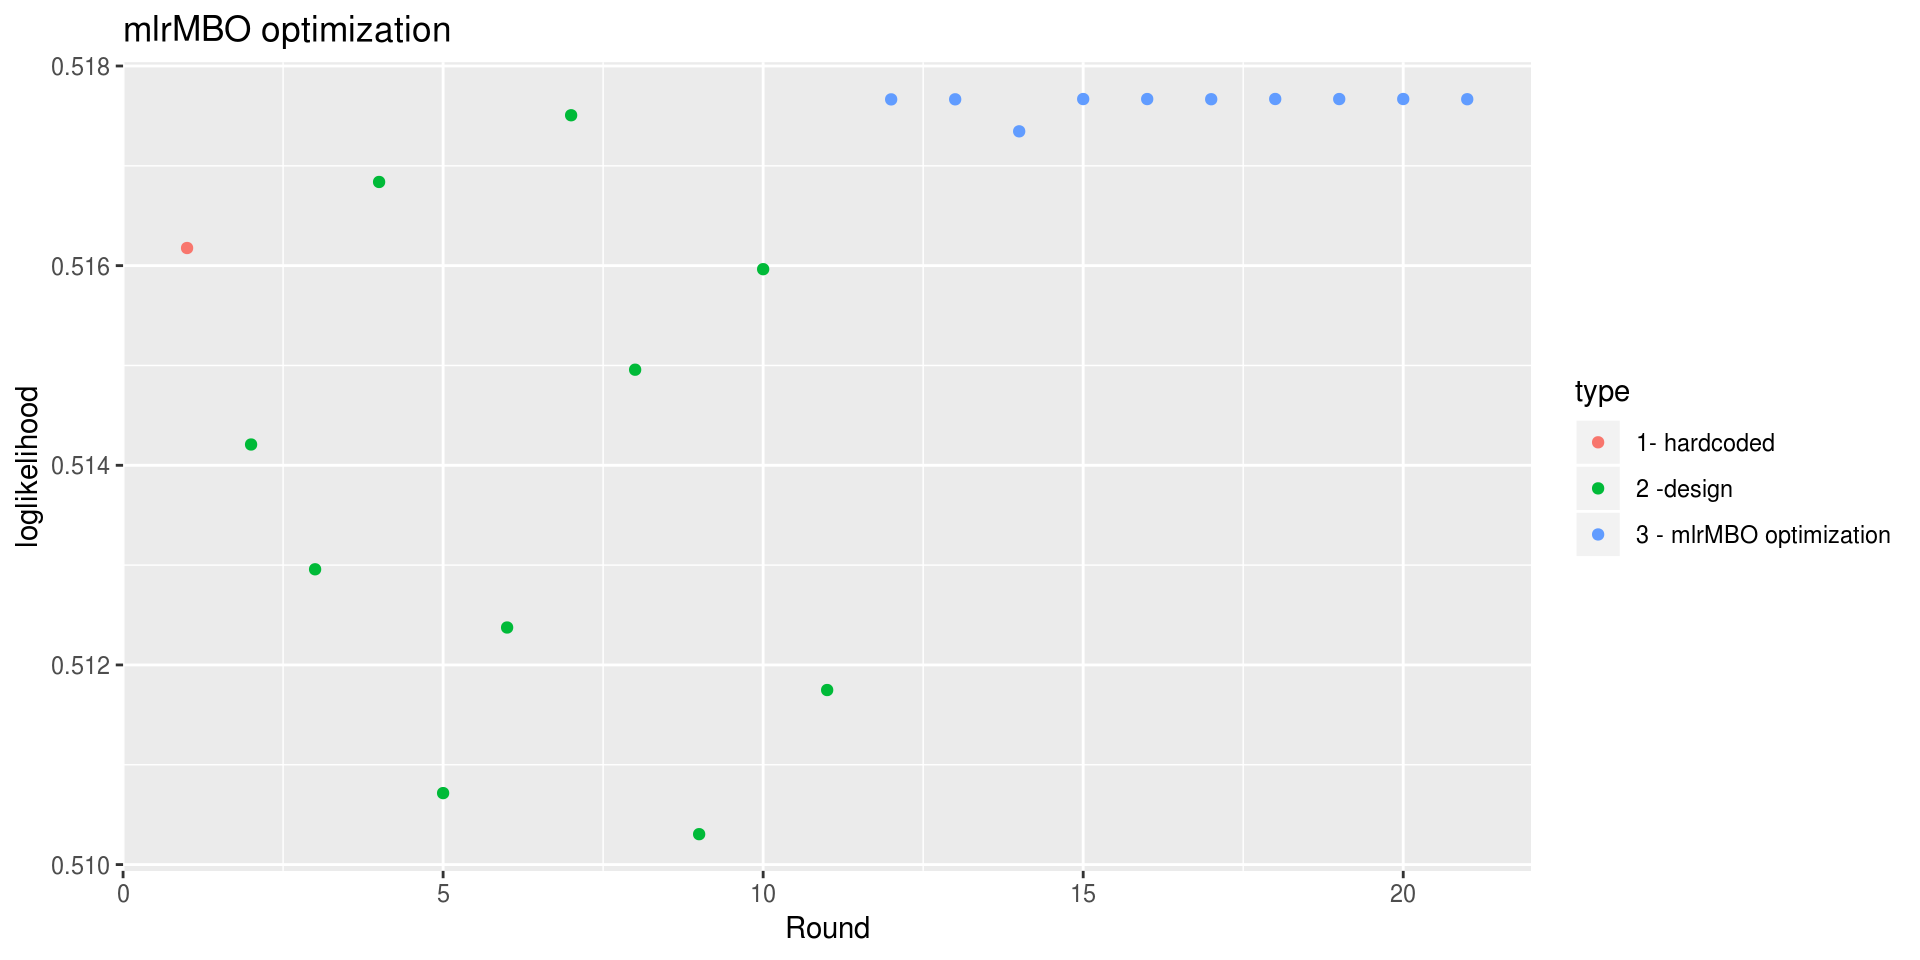 mlrMBO optimization
0.518
0.516
0.514
0.512
0.510
loglikelihood
0 5 10 15 20
Round
type
1- hardcoded
2 -design
3 - mlrMBO optimization